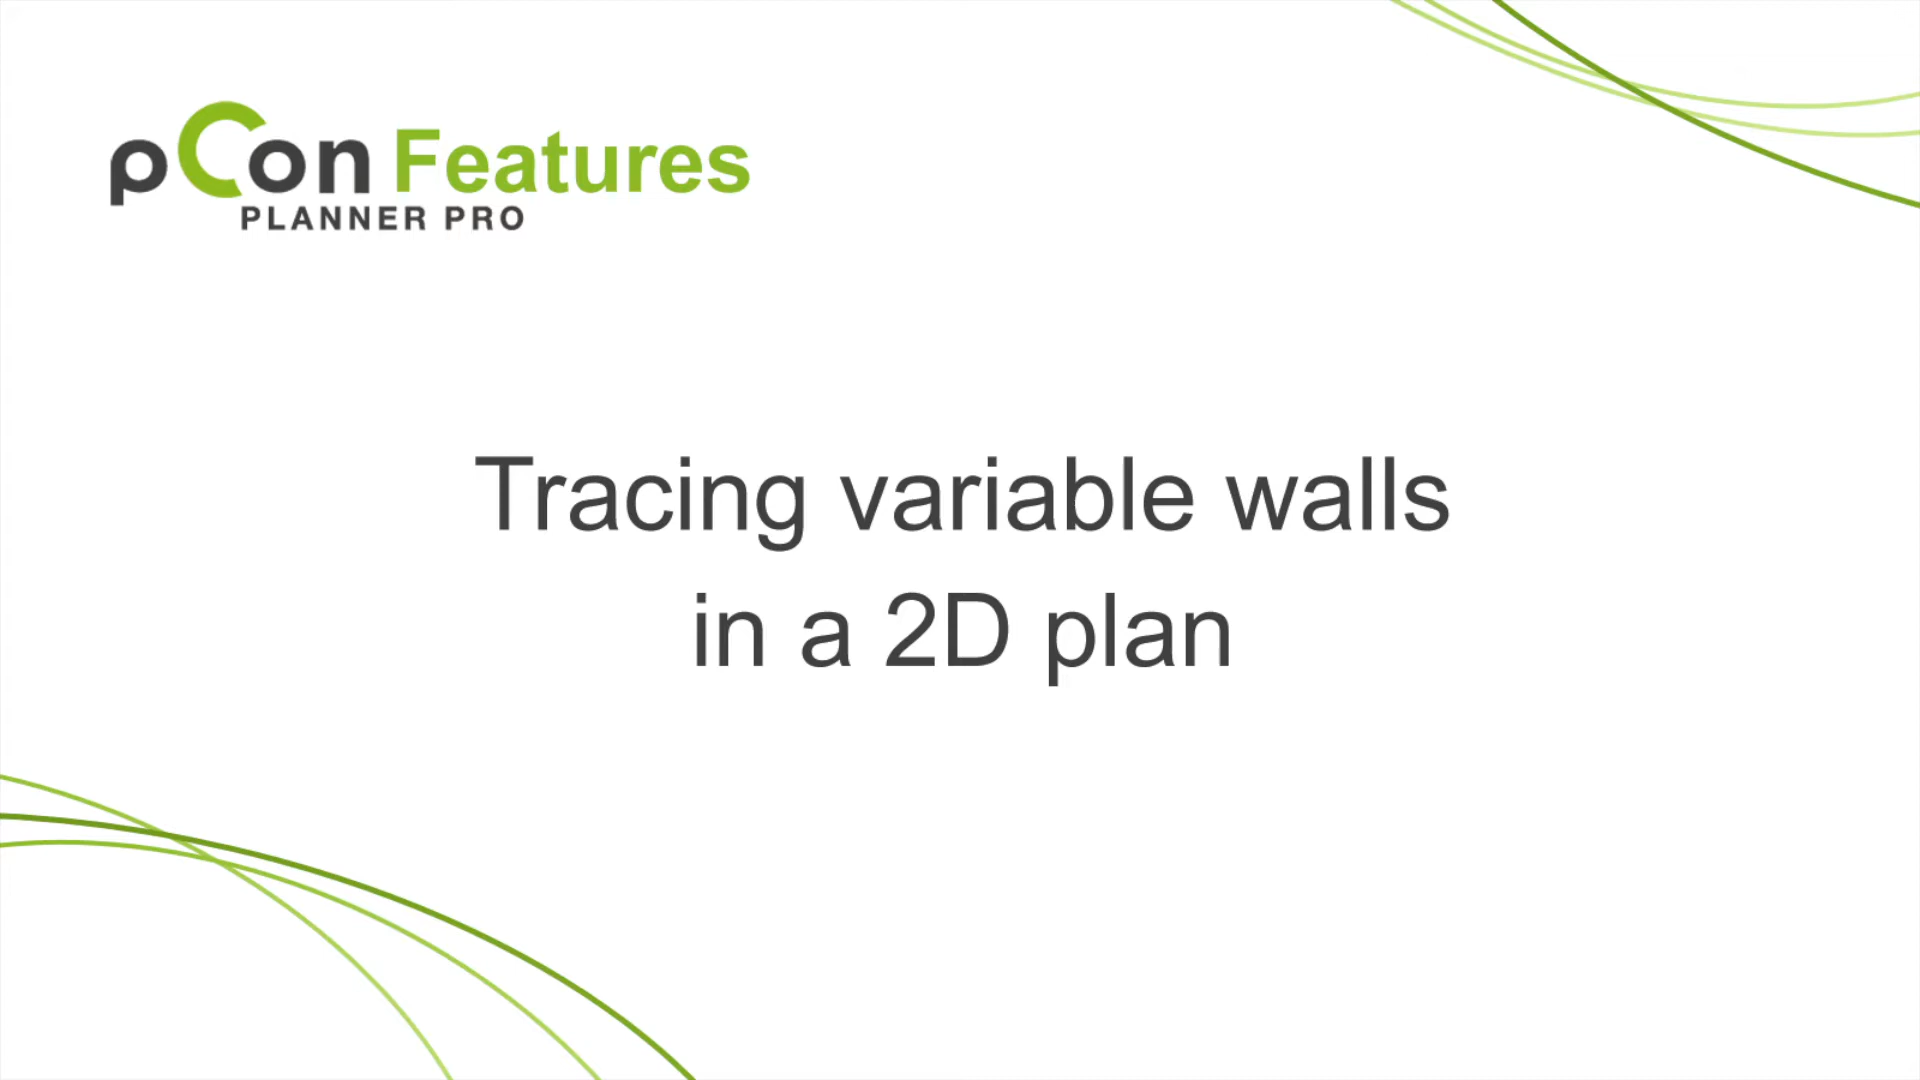 pCon Features
PLANNER PRO
Tracing variable walls
in a 2D plan